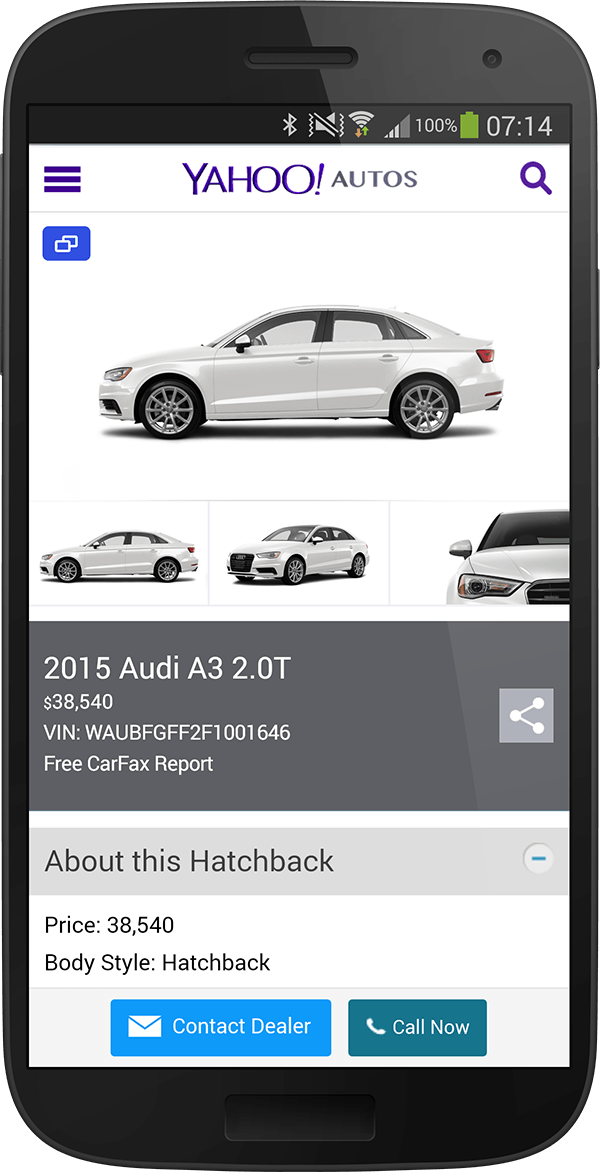 100% 07:14
YAHOO! AUTOS
2015 Audi A3 2.0T
$38,540
VIN: WAUBFGFF2F1001646
Free CarFax Report
About this Hatchback
Price: 38,540
Body Style: Hatchback
Contact Dealer Call Now